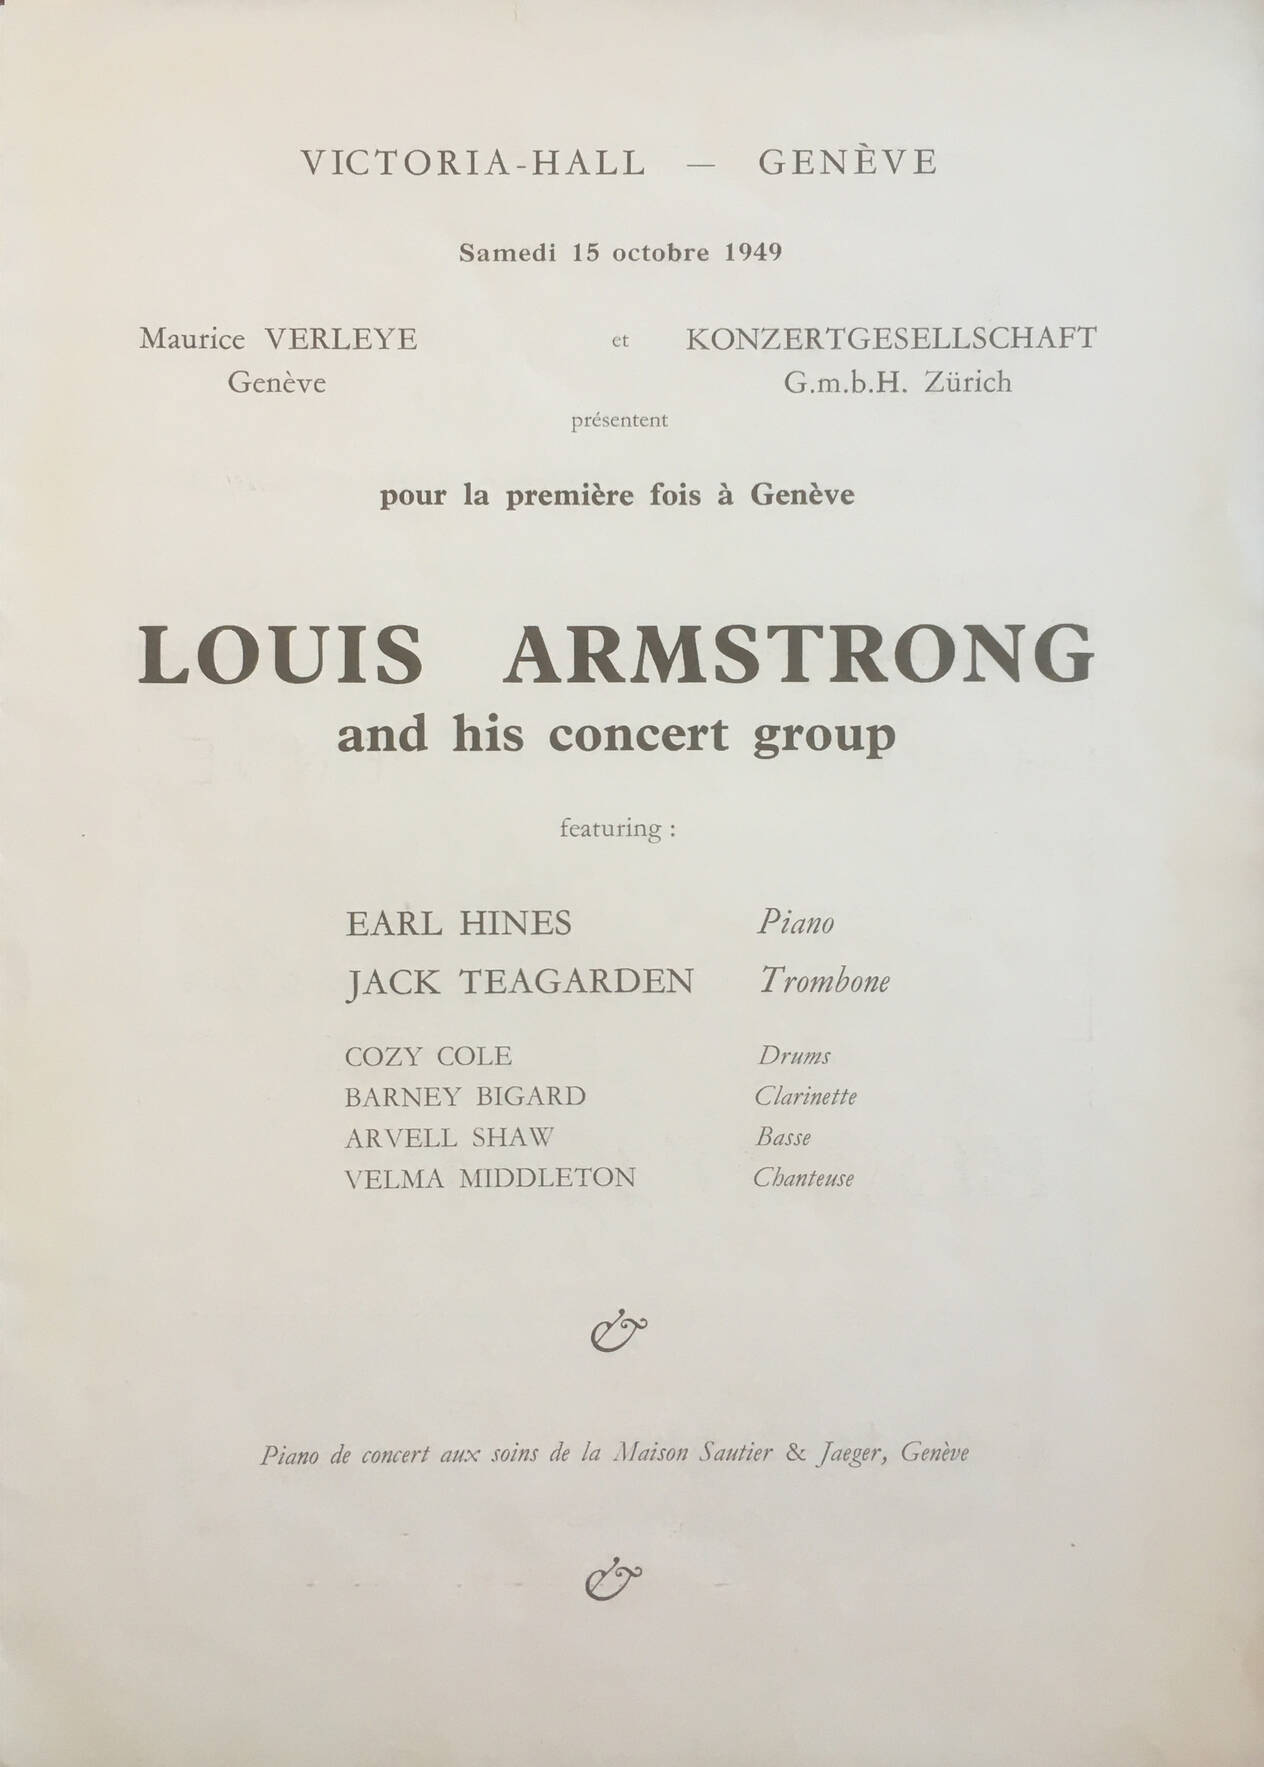 VICTORIA-HALL — GENÈVE
Samedi 15 octobre 1949
Maurice VERLEYE et KONZERTGESELLSCHAFT
Genève G.m.b.H. Zürich
présentent
pour la première fois à Genève
LOUIS ARMSTRONG
and his concert group
featuring :
EARL HINES Piano
JACK TEAGARDEN Trombone
COZY COLE Drums
BARNEY BIGARD Clarinette
ARVELL SHAW Basse
VELMA MIDDLETON Chanteuse
&
Piano de concert aux soins de la Maison Sautier & Jaeger, Genève
&